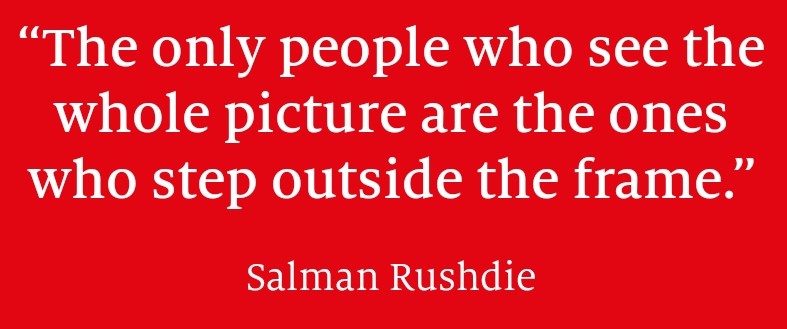 “The only people who see the
whole picture are the ones
who step outside the frame.”
Salman Rushdie